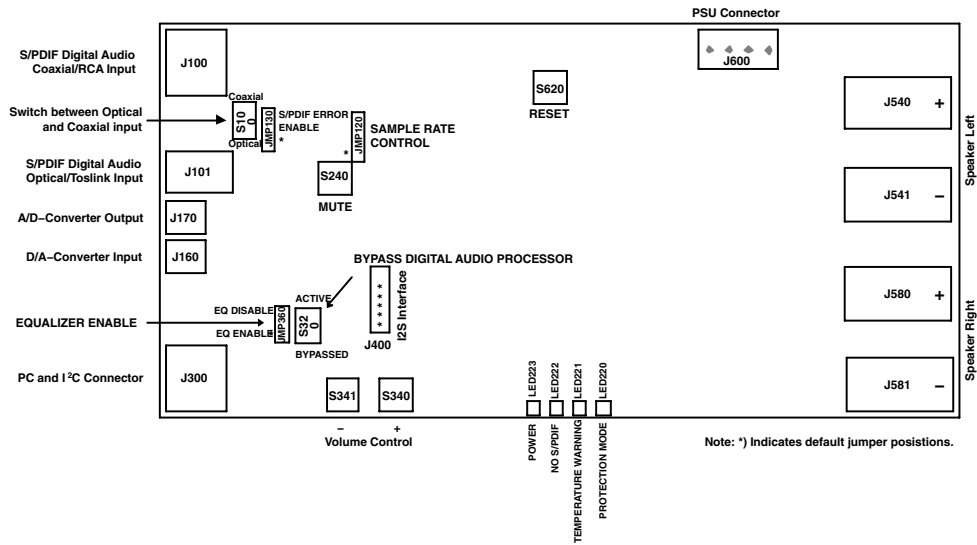 PSU Connector
S/PDIF Digital Audio
Coaxial/RCA Input
J100
J600
S620
RESET
J540
+
Speaker Left
Switch between Optical
and Coaxial input
Coaxial
S10
0
Optical
JMP130
S/PDIF ERROR
ENABLE
*
JMP120
*
SAMPLE RATE
CONTROL
S/PDIF Digital Audio
Optical/Toslink Input
J101
S240
MUTE
J541
–
A/D–Converter Output
J170
D/A–Converter Input
J160
BYPASS DIGITAL AUDIO PROCESSOR
J580
+
Speaker Right
EQUALIZER ENABLE
EQ DISABLE
EQ ENABLE
*
JMP360
ACTIVE
S32
0
BYPASSED
* * * * *
J400
I2S Interface
PC and I²C Connector
J300
S341
S340
–
+
Volume Control
LED223
LED222
LED221
LED220
POWER
NO S/PDIF
TEMPERATURE WARNING
PROTECTION MODE
J581
–
Note: *) Indicates default jumper posistions.